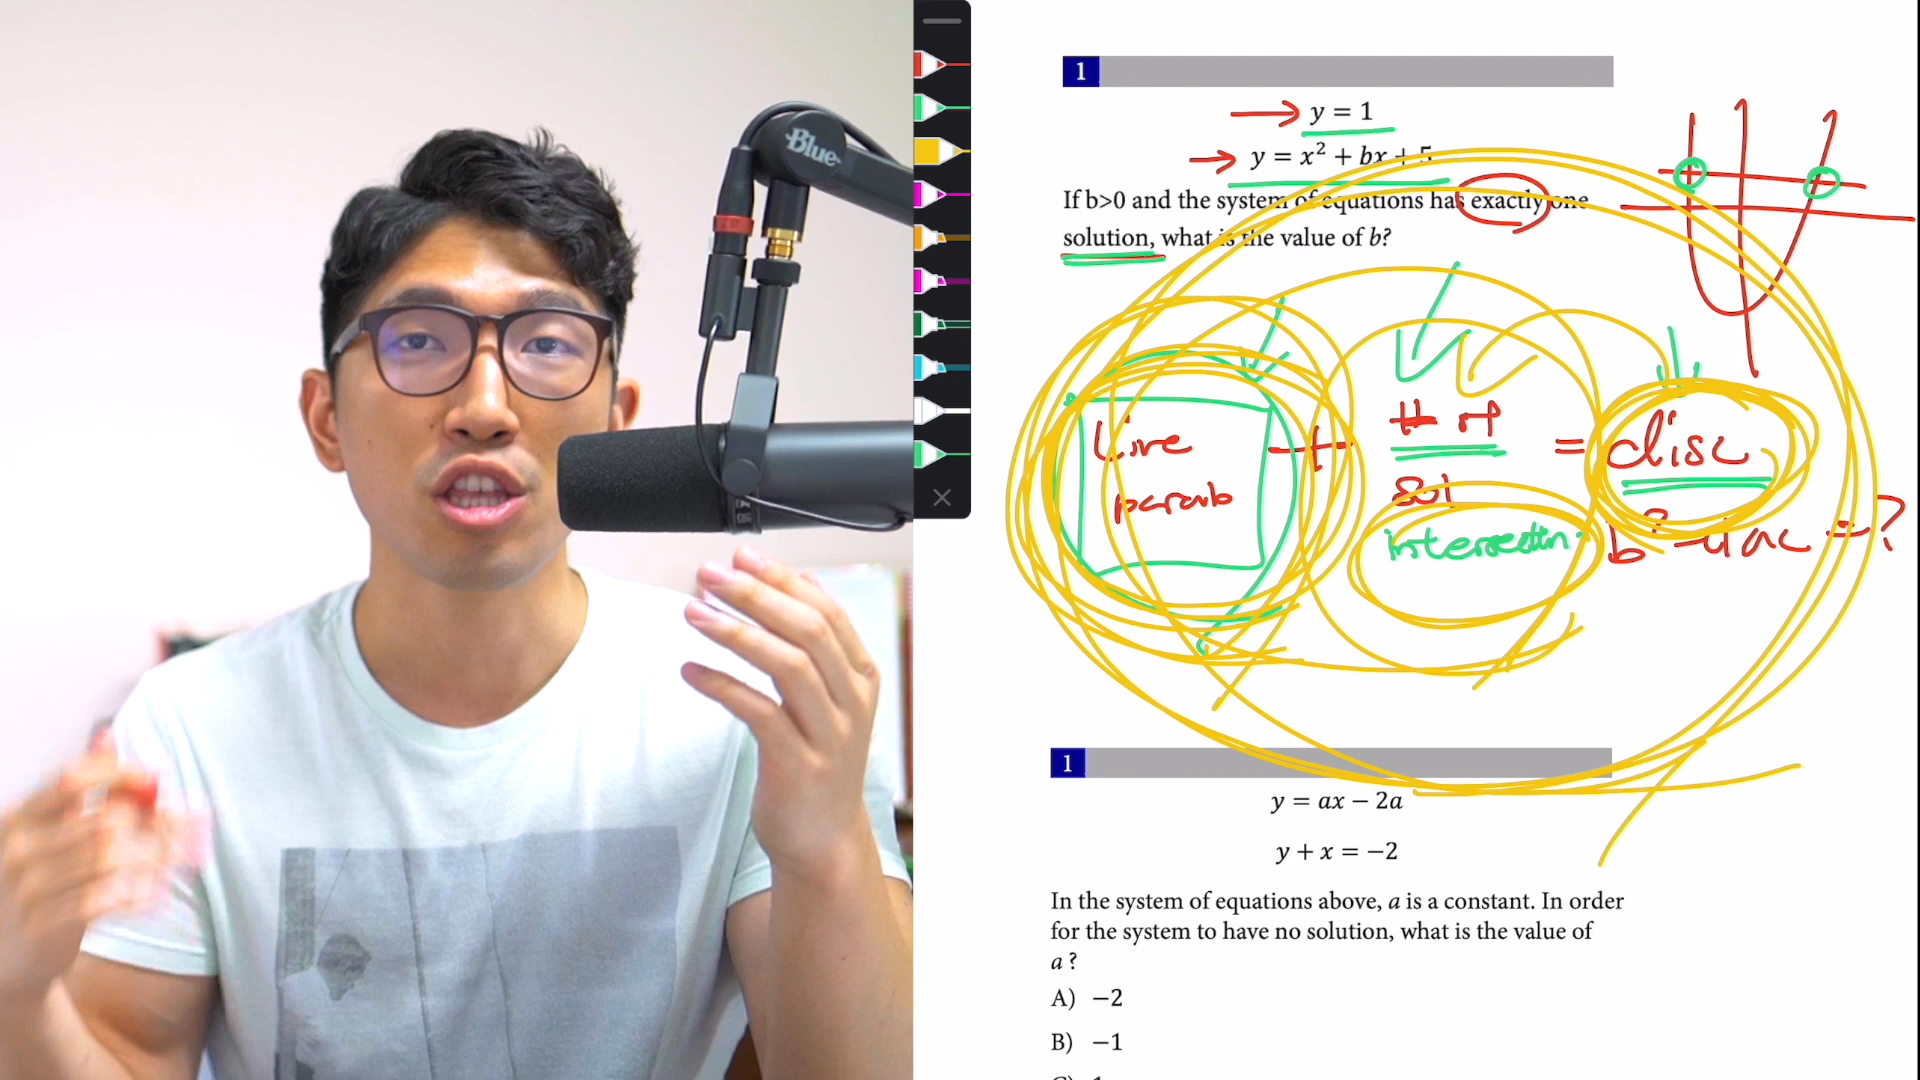 Blue
1
y = 1
y = x² + bx + 5
If b>0 and the system of equations has exactly one
solution, what is the value of b?
Line + # of = disc
parab sol
intersection b² - 4ac = ?
1
y = ax − 2a
y + x = −2
In the system of equations above, a is a constant. In order
for the system to have no solution, what is the value of
a ?
A) −2
B) −1